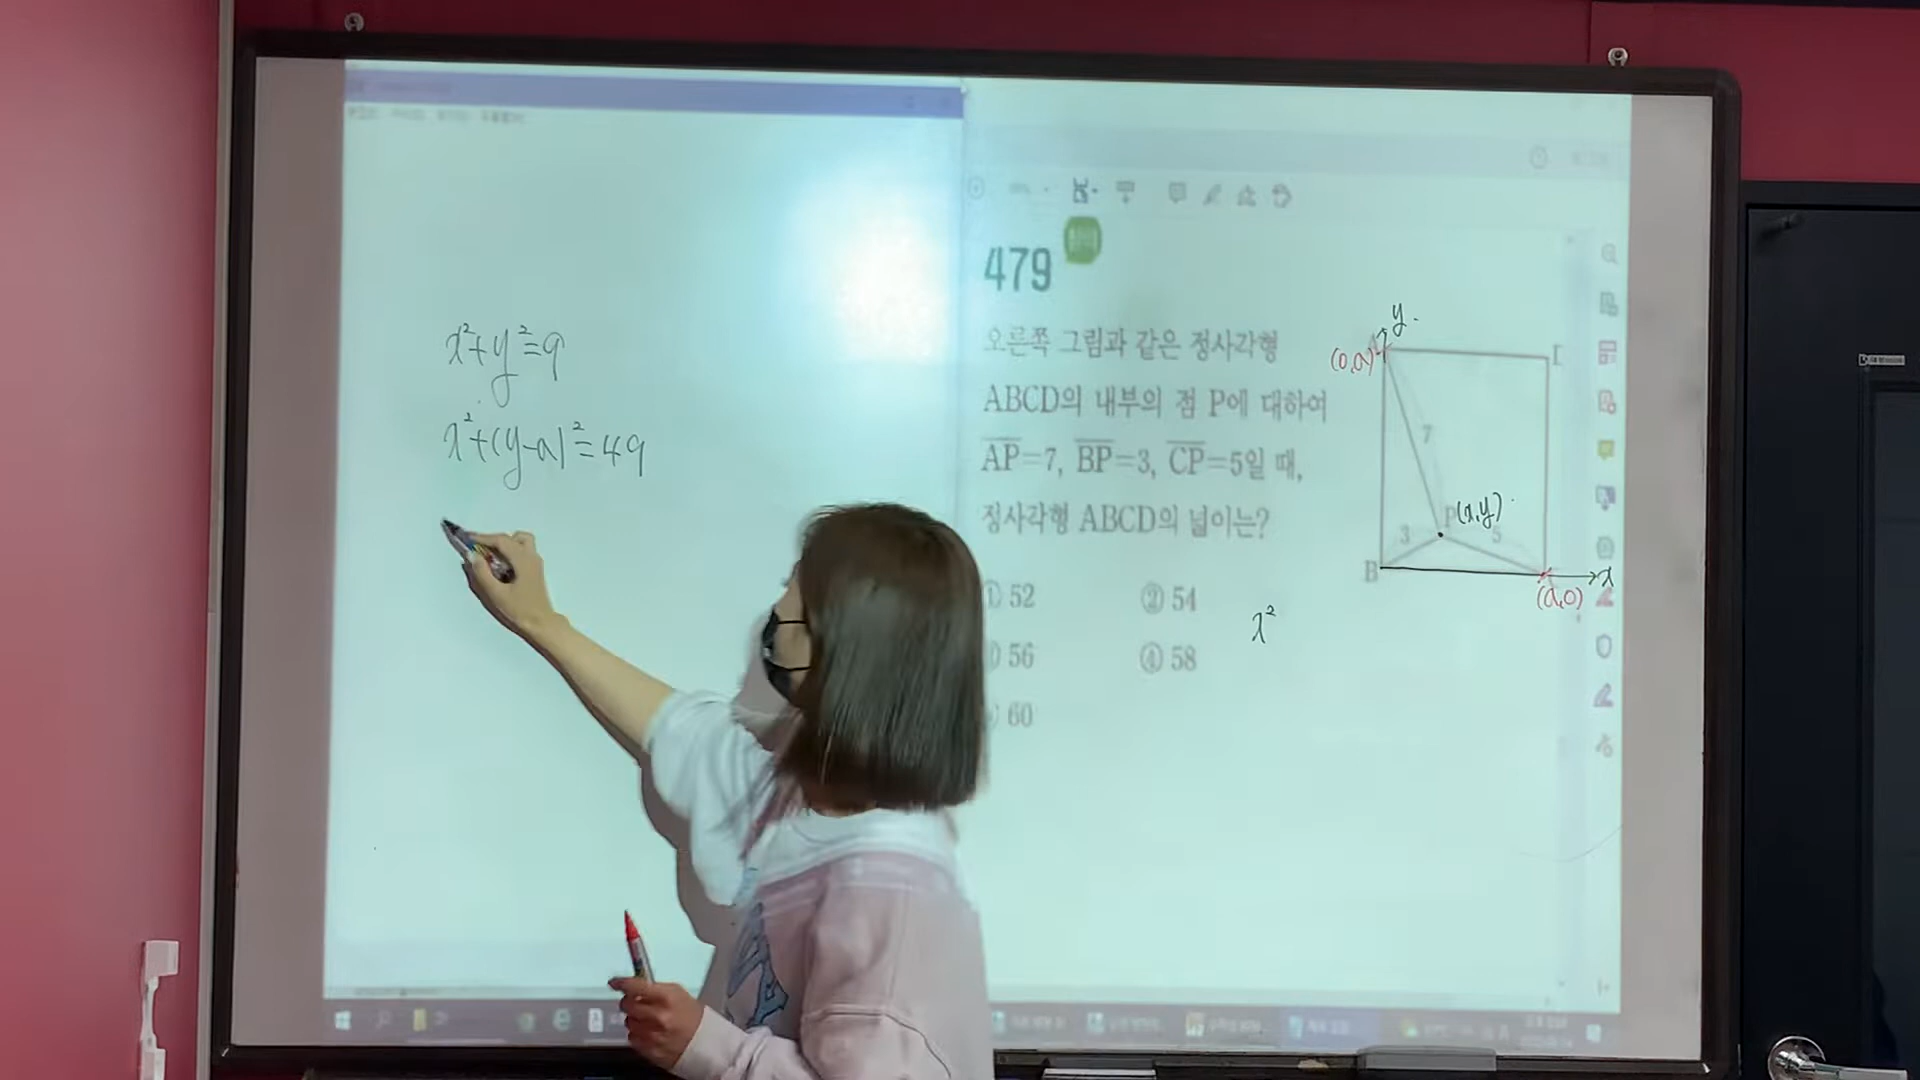 x²+y²=9
x²+(y-a)²=49
479
오른쪽 그림과 같은 정사각형
ABCD의 내부의 점 P에 대하여
AP=7, BP=3, CP=5일 때,
정사각형 ABCD의 넓이는?
① 52 ② 54
56 ④ 58
60
x²
y
(0,a)
7
P(x,y)
3 5
B
x
(a,0)